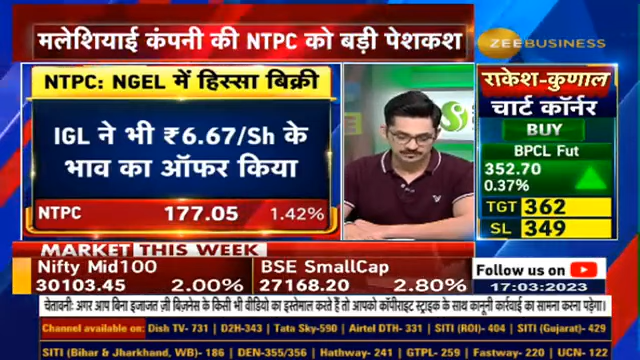 मलेशियाई कंपनी की NTPC को बड़ी पेशकश
ZEE BUSINESS
NTPC: NGEL में हिस्सा बिक्री
IGL ने भी ₹6.67/Sh के
भाव का ऑफर किया
NTPC 177.05 1.42%
राकेश-कुणाल
चार्ट कॉर्नर
BUY
BPCL Fut
352.70
0.37%
TGT 362
SL 349
MARKET THIS WEEK
Nifty Mid100 BSE SmallCap
30103.45 2.00% 27168.20 2.80%
Follow us on
17:03:2023
चेतावनी: अगर आप बिना इजाजत ज़ी बिज़नेस के किसी भी वीडियो का इस्तेमाल करते हैं तो आपको कॉपीराइट स्ट्राइक के साथ कानूनी कार्रवाई का सामना करना पड़ेगा।
Channel available on: Dish TV- 731 | D2H-343 | Tata Sky-590 | Airtel DTH- 331 | SITI (ROI) - 404 | SITI (Gujarat)- 429
SITI (Bihar & Jharkhand, WB) -186 | DEN-355/356 | Hathway- 241 | GTPL- 259 | Fastway- 220 | UCN- 122